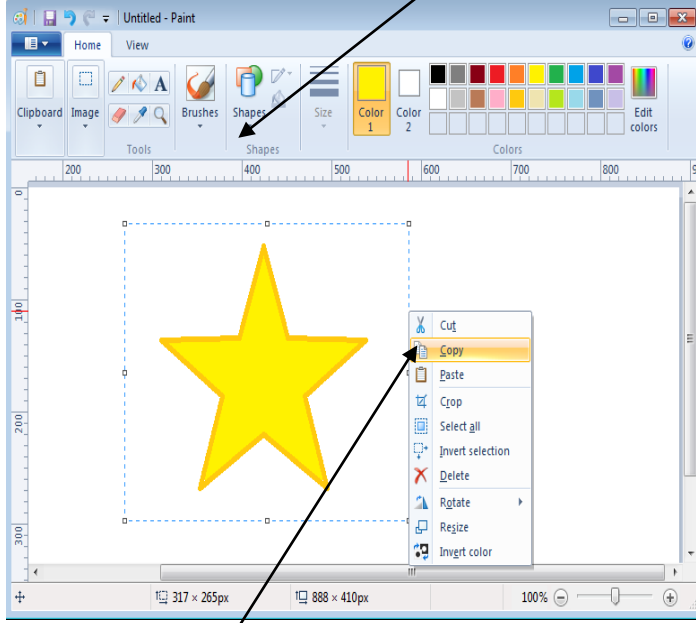 Untitled - Paint
Home View
Clipboard Image Brushes Shapes Size Color 1 Color 2 Edit colors
A
Tools Shapes Colors
200 300 400 500 600 700 800
0
100
200
300
Cut
Copy
Paste
Crop
Select all
Invert selection
Delete
Rotate
Resize
Invert color
317 × 265px 888 × 410px 100%